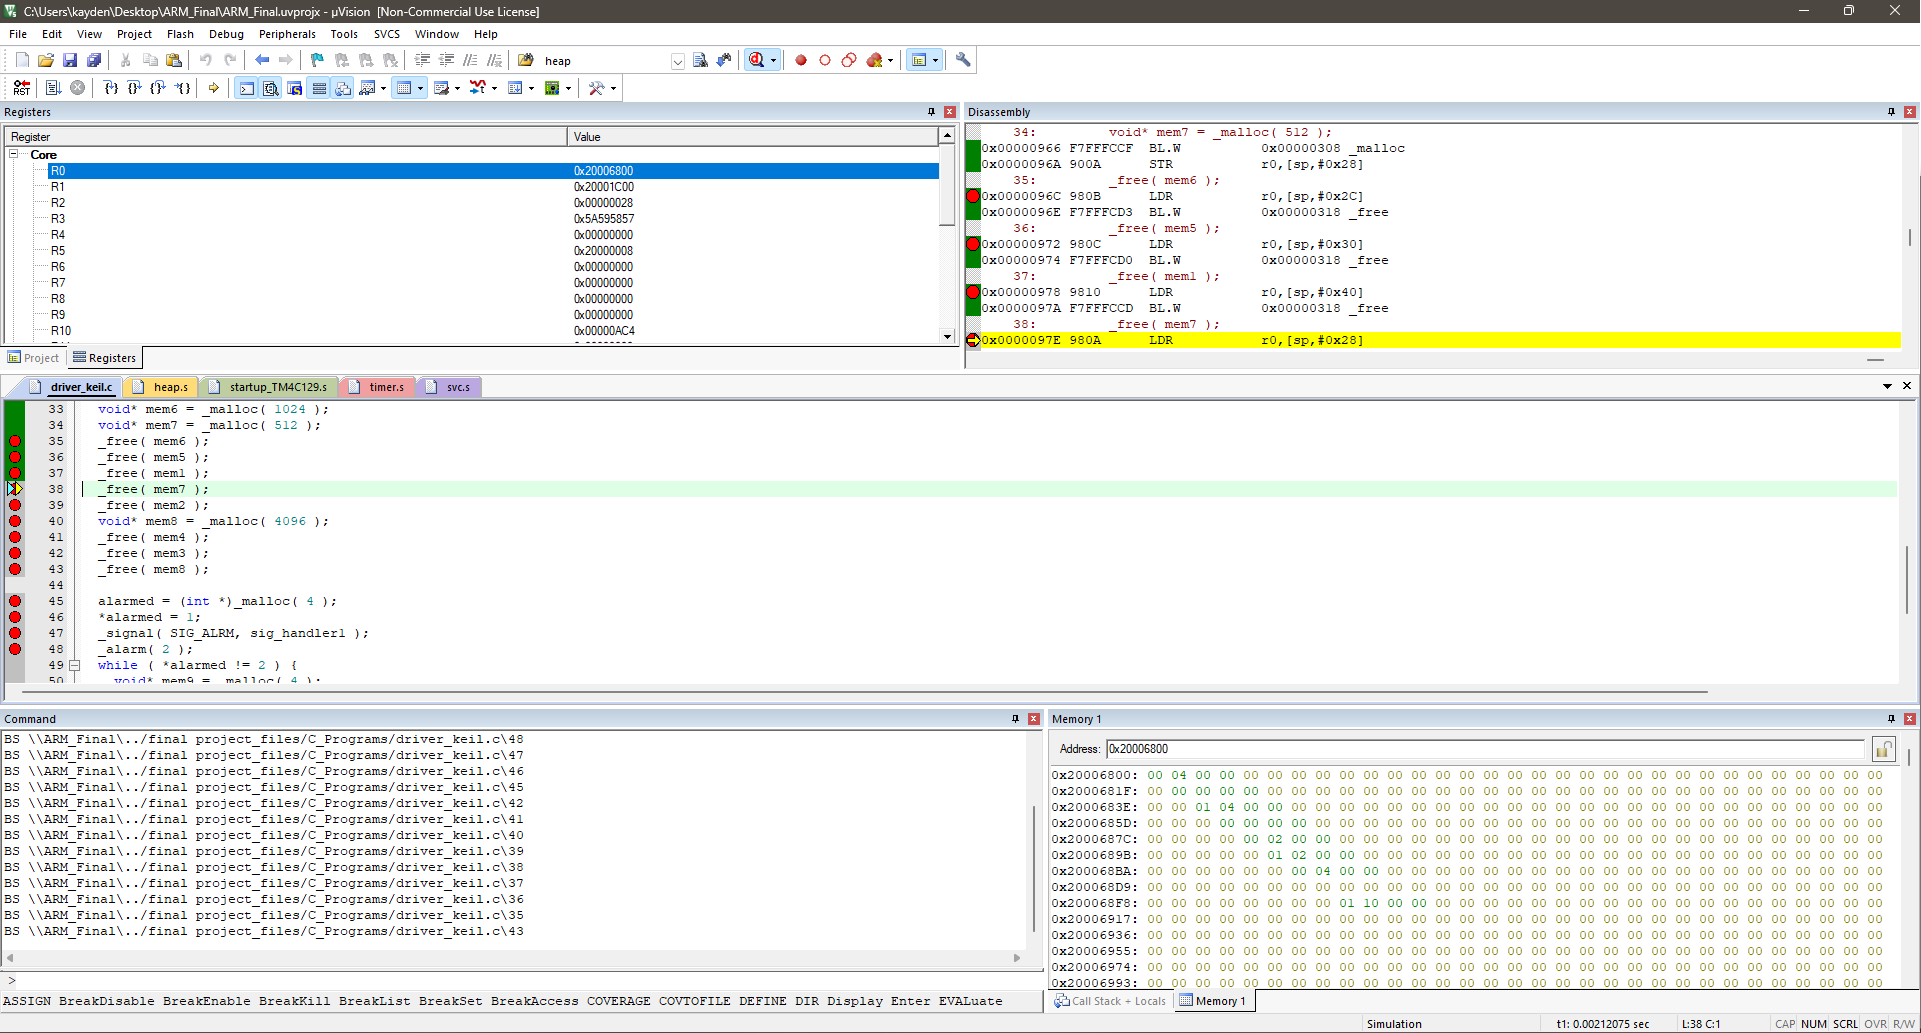 C:\Users\kayden\Desktop\ARM_Final\ARM_Final.uvprojx - µVision [Non-Commercial Use License]
File Edit View Project Flash Debug Peripherals Tools SVCS Window Help
heap
Registers
Register Value
Core
R0 0x20006800
R1 0x20001C00
R2 0x00000028
R3 0x5A595857
R4 0x00000000
R5 0x20000008
R6 0x00000000
R7 0x00000000
R8 0x00000000
R9 0x00000000
R10 0x00000AC4
Project Registers
Disassembly
34: void* mem7 = _malloc( 512 );
0x00000966 F7FFFCCF BL.W 0x00000308 _malloc
0x0000096A 900A STR r0,[sp,#0x28]
35: _free( mem6 );
0x0000096C 980B LDR r0,[sp,#0x2C]
0x0000096E F7FFFCD3 BL.W 0x00000318 _free
36: _free( mem5 );
0x00000972 980C LDR r0,[sp,#0x30]
0x00000974 F7FFFCD0 BL.W 0x00000318 _free
37: _free( mem1 );
0x00000978 9810 LDR r0,[sp,#0x40]
0x0000097A F7FFFCCD BL.W 0x00000318 _free
38: _free( mem7 );
0x0000097E 980A LDR r0,[sp,#0x28]
driver_keil.c heap.s startup_TM4C129.s timer.s svc.s
33 void* mem6 = _malloc( 1024 );
34 void* mem7 = _malloc( 512 );
35 _free( mem6 );
36 _free( mem5 );
37 _free( mem1 );
38 _free( mem7 );
39 _free( mem2 );
40 void* mem8 = _malloc( 4096 );
41 _free( mem4 );
42 _free( mem3 );
43 _free( mem8 );
44
45 alarmed = (int *)_malloc( 4 );
46 *alarmed = 1;
47 _signal( SIG_ALRM, sig_handler1 );
48 _alarm( 2 );
49 while ( *alarmed != 2 ) {
50 void* mem9 = _malloc( 4 );
Command
BS \\ARM_Final\../final project_files/C_Programs/driver_keil.c\48
BS \\ARM_Final\../final project_files/C_Programs/driver_keil.c\47
BS \\ARM_Final\../final project_files/C_Programs/driver_keil.c\46
BS \\ARM_Final\../final project_files/C_Programs/driver_keil.c\45
BS \\ARM_Final\../final project_files/C_Programs/driver_keil.c\42
BS \\ARM_Final\../final project_files/C_Programs/driver_keil.c\41
BS \\ARM_Final\../final project_files/C_Programs/driver_keil.c\40
BS \\ARM_Final\../final project_files/C_Programs/driver_keil.c\39
BS \\ARM_Final\../final project_files/C_Programs/driver_keil.c\38
BS \\ARM_Final\../final project_files/C_Programs/driver_keil.c\37
BS \\ARM_Final\../final project_files/C_Programs/driver_keil.c\36
BS \\ARM_Final\../final project_files/C_Programs/driver_keil.c\35
BS \\ARM_Final\../final project_files/C_Programs/driver_keil.c\43
>
ASSIGN BreakDisable BreakEnable BreakKill BreakList BreakSet BreakAccess COVERAGE COVTOFILE DEFINE DIR Display Enter EVALuate
Memory 1
Address: 0x20006800
0x20006800: 00 04 00 00 00 00 00 00 00 00 00 00 00 00 00 00 00 00 00 00 00 00 00 00 00 00 00 00 00 00 00
0x2000681F: 00 00 00 00 00 00 00 00 00 00 00 00 00 00 00 00 00 00 00 00 00 00 00 00 00 00 00 00 00 00 00
0x2000683E: 00 00 01 04 00 00 00 00 00 00 00 00 00 00 00 00 00 00 00 00 00 00 00 00 00 00 00 00 00 00 00
0x2000685D: 00 00 00 00 00 00 00 00 00 00 00 00 00 00 00 00 00 00 00 00 00 00 00 00 00 00 00 00 00 00 00
0x2000687C: 00 00 00 00 00 02 00 00 00 00 00 00 00 00 00 00 00 00 00 00 00 00 00 00 00 00 00 00 00 00 00
0x2000689B: 00 00 00 00 00 01 02 00 00 00 00 00 00 00 00 00 00 00 00 00 00 00 00 00 00 00 00 00 00 00 00
0x200068BA: 00 00 00 00 00 00 00 04 00 00 00 00 00 00 00 00 00 00 00 00 00 00 00 00 00 00 00 00 00 00 00
0x200068D9: 00 00 00 00 00 00 00 00 00 00 00 00 00 00 00 00 00 00 00 00 00 00 00 00 00 00 00 00 00 00 00
0x200068F8: 00 00 00 00 00 00 00 00 01 10 00 00 00 00 00 00 00 00 00 00 00 00 00 00 00 00 00 00 00 00 00
0x20006917: 00 00 00 00 00 00 00 00 00 00 00 00 00 00 00 00 00 00 00 00 00 00 00 00 00 00 00 00 00 00 00
0x20006936: 00 00 00 00 00 00 00 00 00 00 00 00 00 00 00 00 00 00 00 00 00 00 00 00 00 00 00 00 00 00 00
0x20006955: 00 00 00 00 00 00 00 00 00 00 00 00 00 00 00 00 00 00 00 00 00 00 00 00 00 00 00 00 00 00 00
0x20006974: 00 00 00 00 00 00 00 00 00 00 00 00 00 00 00 00 00 00 00 00 00 00 00 00 00 00 00 00 00 00 00
0x20006993: 00 00 00 00 00 00 00 00 00 00 00 00 00 00 00 00 00 00 00 00 00 00 00 00 00 00 00 00 00 00 00
Call Stack + Locals Memory 1
Simulation t1: 0.00212075 sec L:38 C:1 CAP NUM SCRL OVR R/W